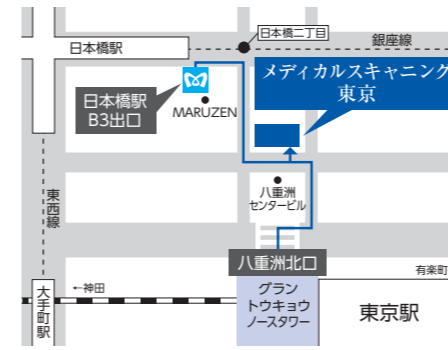 日本橋駅
日本橋二丁目
銀座線
メディカルスキャニング
東京
日本橋駅
B3出口
MARUZEN
東西線
八重洲
センタービル
八重洲北口
有楽町
←神田
大手町駅
グラン
トウキョウ
ノースタワー
東京駅